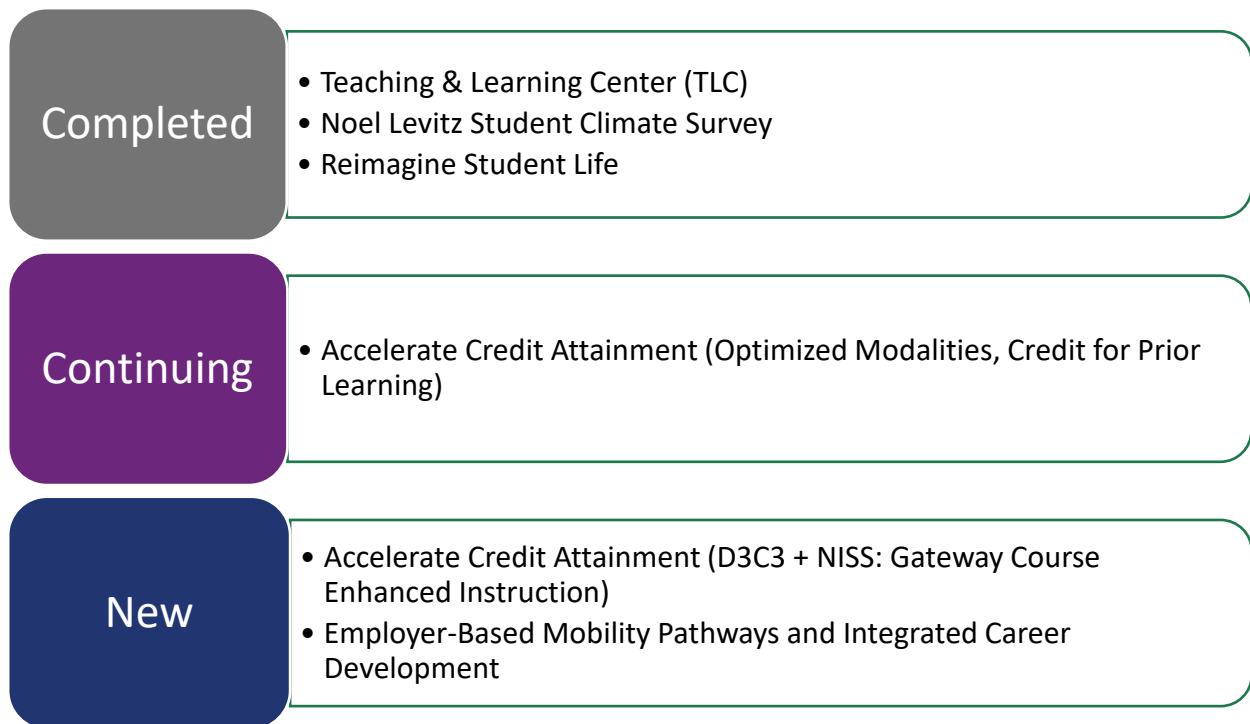 Completed
• Teaching & Learning Center (TLC)
• Noel Levitz Student Climate Survey
• Reimagine Student Life
Continuing
• Accelerate Credit Attainment (Optimized Modalities, Credit for Prior
Learning)
New
• Accelerate Credit Attainment (D3C3 + NISS: Gateway Course
Enhanced Instruction)
• Employer-Based Mobility Pathways and Integrated Career
Development